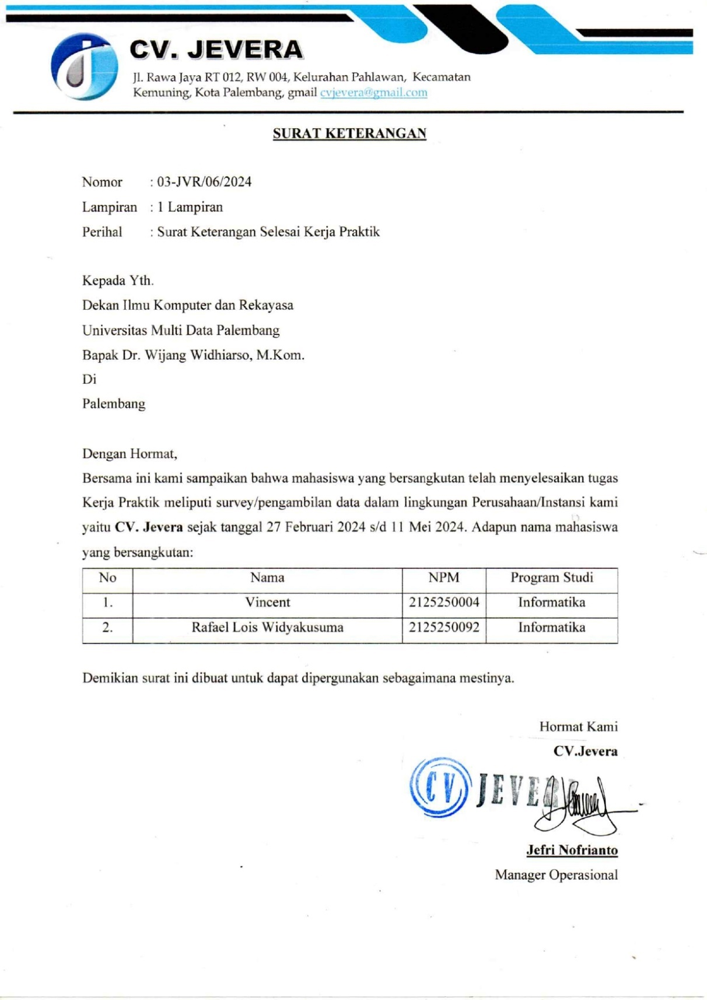 CV. JEVERA
Jl. Rawa Jaya RT 012, RW 004, Kelurahan Pahlawan, Kecamatan
Kemuning, Kota Palembang, gmail cvjevera@gmail.com
SURAT KETERANGAN
Nomor : 03-JVR/06/2024
Lampiran : 1 Lampiran
Perihal : Surat Keterangan Selesai Kerja Praktik
Kepada Yth.
Dekan Ilmu Komputer dan Rekayasa
Universitas Multi Data Palembang
Bapak Dr. Wijang Widhiarso, M.Kom.
Di
Palembang
Dengan Hormat,
Bersama ini kami sampaikan bahwa mahasiswa yang bersangkutan telah menyelesaikan tugas
Kerja Praktik meliputi survey/pengambilan data dalam lingkungan Perusahaan/Instansi kami
yaitu CV. Jevera sejak tanggal 27 Februari 2024 s/d 11 Mei 2024. Adapun nama mahasiswa
yang bersangkutan:
No Nama NPM Program Studi
1. Vincent 2125250004 Informatika
2. Rafael Lois Widyakusuma 2125250092 Informatika
Demikian surat ini dibuat untuk dapat dipergunakan sebagaimana mestinya.
Hormat Kami
CV.Jevera
CV JEVERA
Jefri Nofrianto
Manager Operasional